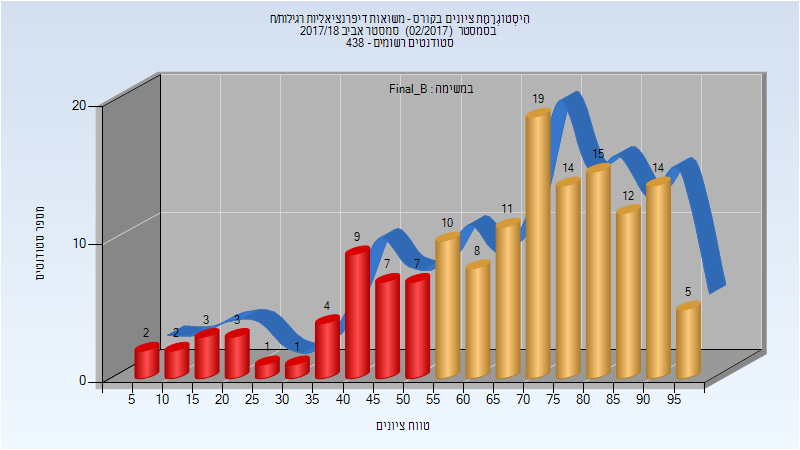 היסטוגרמת ציונים בקורס - משוואות דיפרנציאליות רגילות/ח
בסמסטר (02/2017) סמסטר אביב 2017/18
סטודנטים רשומים - 438
במשימה : Final_B
מספר סטודנטים
20
10
0
2 2 3 3 1 1 4 9 7 7 10 8 11 19 14 15 12 14 5
5 10 15 20 25 30 35 40 45 50 55 60 65 70 75 80 85 90 95
טווח ציונים